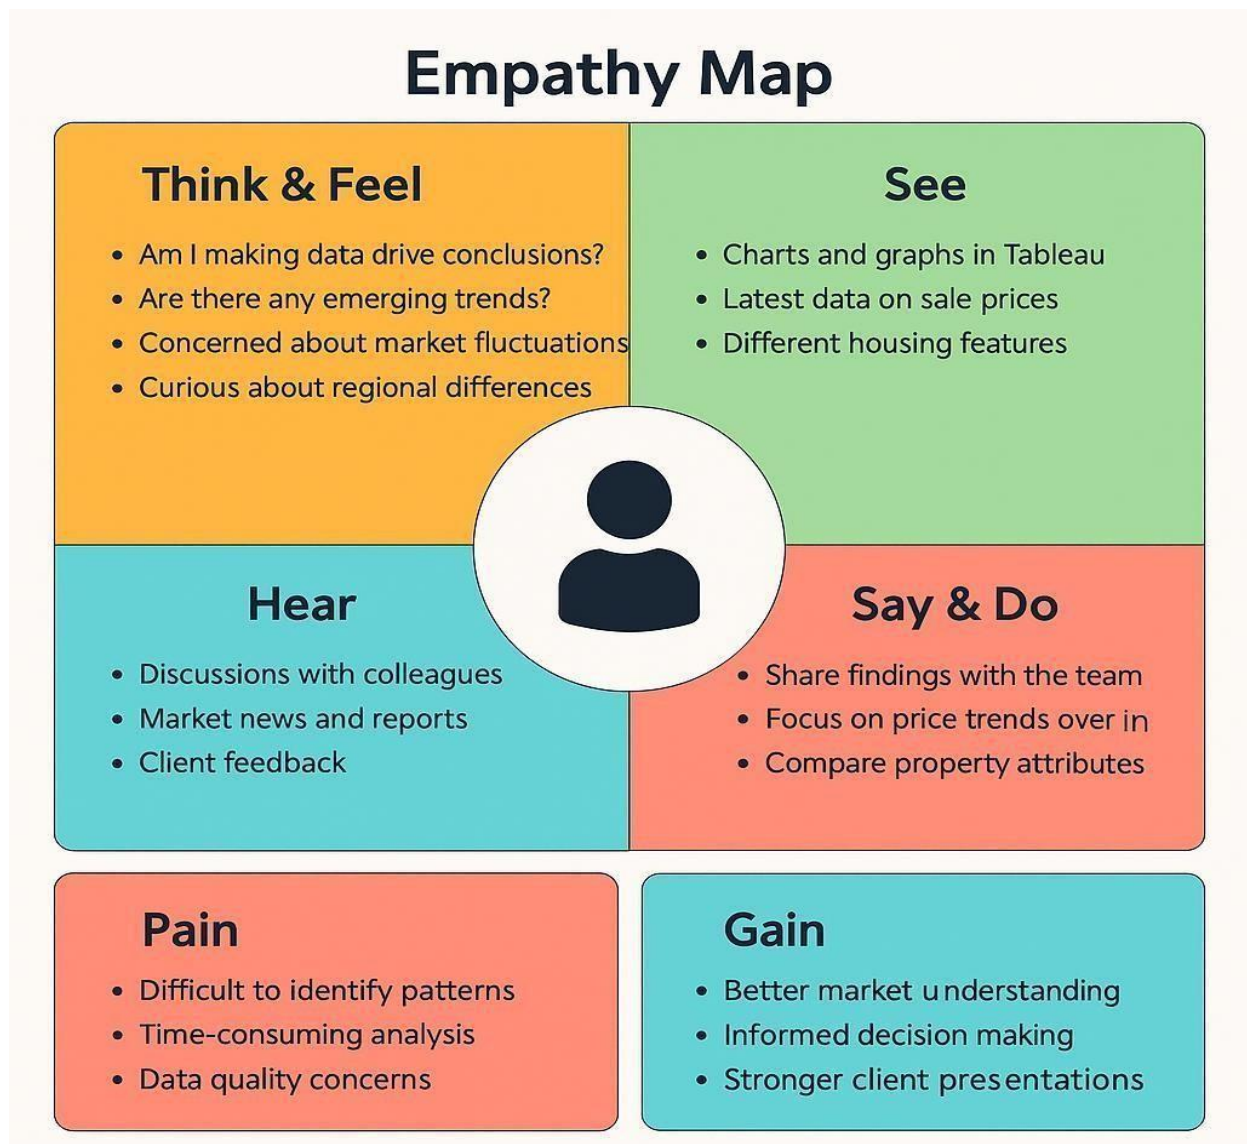 Empathy Map
Think & Feel
• Am I making data drive conclusions?
• Are there any emerging trends?
• Concerned about market fluctuations
• Curious about regional differences
See
• Charts and graphs in Tableau
• Latest data on sale prices
• Different housing features
Hear
• Discussions with colleagues
• Market news and reports
• Client feedback
Say & Do
• Share findings with the team
• Focus on price trends over in
• Compare property attributes
Pain
• Difficult to identify patterns
• Time-consuming analysis
• Data quality concerns
Gain
• Better market understanding
• Informed decision making
• Stronger client presentations